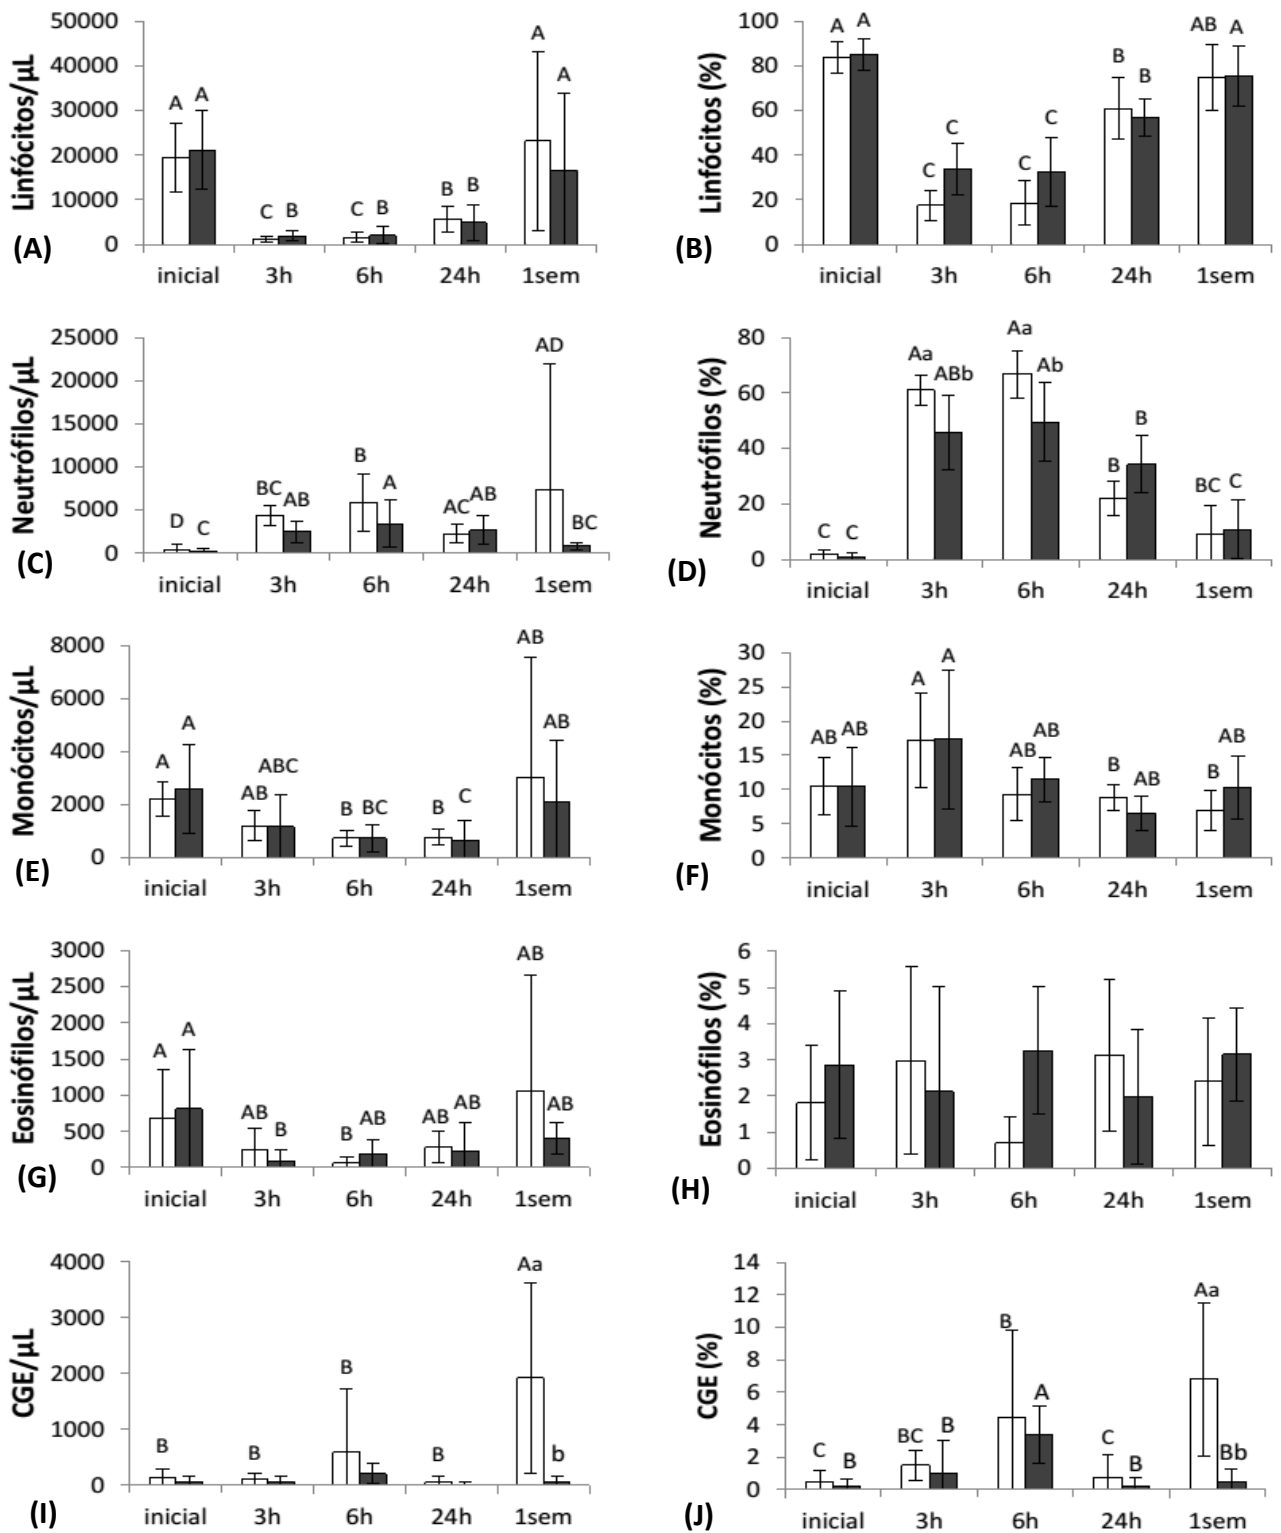 Linfócitos/µL
50000
40000
30000
20000
10000
0
A A C B C B B B A A
inicial 3h 6h 24h 1sem
(A)
Linfócitos (%)
100
80
60
40
20
0
A A C C C C B B AB A
inicial 3h 6h 24h 1sem
(B)
Neutrófilos/µL
25000
20000
15000
10000
5000
0
D C BC AB B A AC AB AD BC
inicial 3h 6h 24h 1sem
(C)
Neutrófilos (%)
80
60
40
20
0
C C Aa ABb Aa Ab B B BC C
inicial 3h 6h 24h 1sem
(D)
Monócitos/µL
8000
6000
4000
2000
0
A A AB ABC B BC B C AB AB
inicial 3h 6h 24h 1sem
(E)
Monócitos (%)
30
25
20
15
10
5
0
AB AB A A AB AB B AB B AB
inicial 3h 6h 24h 1sem
(F)
Eosinófilos/µL
3000
2500
2000
1500
1000
500
0
A A AB B B AB AB AB AB AB
inicial 3h 6h 24h 1sem
(G)
Eosinófilos (%)
6
5
4
3
2
1
0
inicial 3h 6h 24h 1sem
(H)
CGE/µL
4000
3000
2000
1000
0
B B B B Aa b
inicial 3h 6h 24h 1sem
(I)
CGE (%)
14
12
10
8
6
4
2
0
C B BC B B A C B Aa Bb
inicial 3h 6h 24h 1sem
(J)